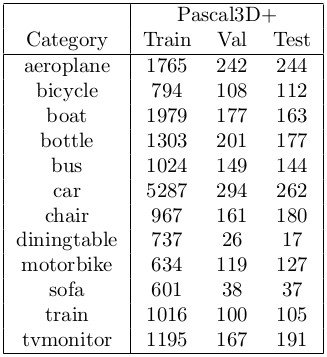 Pascal3D+
Category Train Val Test
aeroplane 1765 242 244
bicycle 794 108 112
boat 1979 177 163
bottle 1303 201 177
bus 1024 149 144
car 5287 294 262
chair 967 161 180
diningtable 737 26 17
motorbike 634 119 127
sofa 601 38 37
train 1016 100 105
tvmonitor 1195 167 191